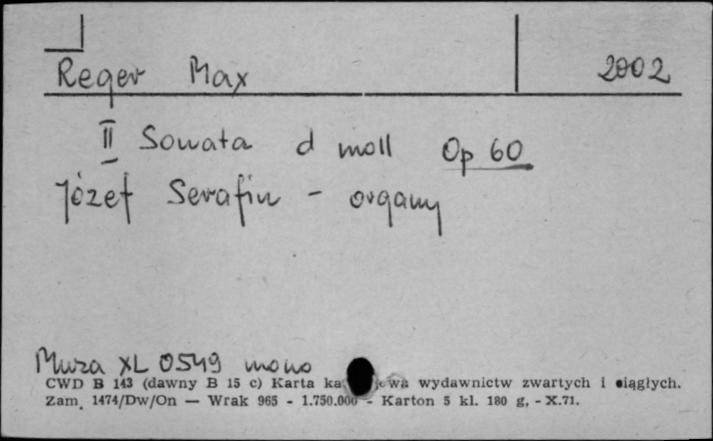 Reger Max 2002
II Sonata d moll Op 60
Józef Serafin - organy
Muza XL 0549 mono
CWD B 143 (dawny B 15 c) Karta wydawnictw zwartych i ciągłych.
Zam. 1474/Dw/On — Wrak 965 - 1.750.000 - Karton 5 kl. 180 g. - X.71.